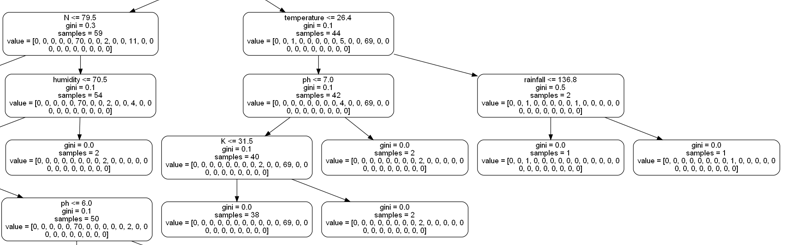 N <= 79.5
gini = 0.3
samples = 59
value = [0, 0, 0, 0, 0, 70, 0, 0, 2, 0, 0, 11, 0, 0
0, 0, 0, 0, 0, 0, 0, 0]
temperature <= 26.4
gini = 0.1
samples = 44
value = [0, 0, 1, 0, 0, 0, 0, 0, 5, 0, 0, 69, 0, 0
0, 0, 0, 0, 0, 0, 0, 0]
humidity <= 70.5
gini = 0.1
samples = 54
value = [0, 0, 0, 0, 0, 70, 0, 0, 2, 0, 0, 4, 0, 0
0, 0, 0, 0, 0, 0, 0, 0]
ph <= 7.0
gini = 0.1
samples = 42
value = [0, 0, 0, 0, 0, 0, 0, 0, 4, 0, 0, 69, 0, 0
0, 0, 0, 0, 0, 0, 0, 0]
rainfall <= 136.8
gini = 0.5
samples = 2
value = [0, 0, 1, 0, 0, 0, 0, 0, 1, 0, 0, 0, 0, 0
0, 0, 0, 0, 0, 0, 0, 0]
gini = 0.0
samples = 2
value = [0, 0, 0, 0, 0, 0, 0, 0, 2, 0, 0, 0, 0, 0
0, 0, 0, 0, 0, 0, 0, 0]
K <= 31.5
gini = 0.1
samples = 40
value = [0, 0, 0, 0, 0, 0, 0, 0, 2, 0, 0, 69, 0, 0
0, 0, 0, 0, 0, 0, 0, 0]
gini = 0.0
samples = 2
value = [0, 0, 0, 0, 0, 0, 0, 0, 2, 0, 0, 0, 0, 0
0, 0, 0, 0, 0, 0, 0, 0]
gini = 0.0
samples = 1
value = [0, 0, 1, 0, 0, 0, 0, 0, 0, 0, 0, 0, 0, 0
0, 0, 0, 0, 0, 0, 0, 0]
gini = 0.0
samples = 1
value = [0, 0, 0, 0, 0, 0, 0, 0, 1, 0, 0, 0, 0, 0
0, 0, 0, 0, 0, 0, 0, 0]
ph <= 6.0
gini = 0.1
samples = 50
value = [0, 0, 0, 0, 0, 70, 0, 0, 0, 0, 0, 2, 0, 0
0, 0, 0, 0, 0, 0, 0, 0]
gini = 0.0
samples = 38
value = [0, 0, 0, 0, 0, 0, 0, 0, 0, 0, 0, 69, 0, 0
0, 0, 0, 0, 0, 0, 0, 0]
gini = 0.0
samples = 2
value = [0, 0, 0, 0, 0, 0, 0, 0, 2, 0, 0, 0, 0, 0
0, 0, 0, 0, 0, 0, 0, 0]